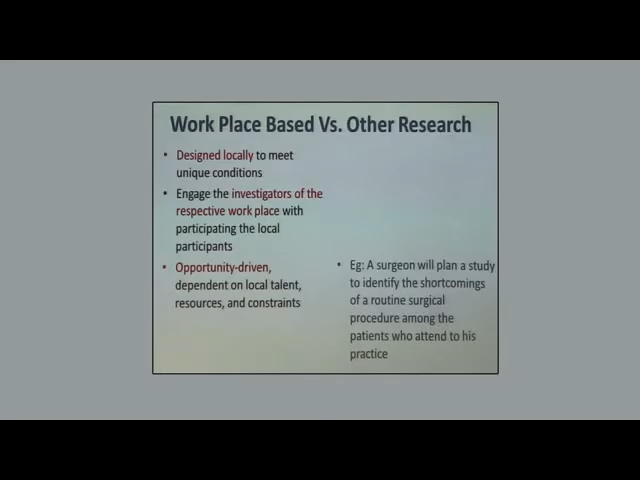 Work Place Based Vs. Other Research
• Designed locally to meet
unique conditions
• Engage the investigators of the
respective work place with
participating the local
participants
• Opportunity-driven,
dependent on local talent,
resources, and constraints
• Eg: A surgeon will plan a study
to identify the shortcomings
of a routine surgical
procedure among the
patients who attend to his
practice